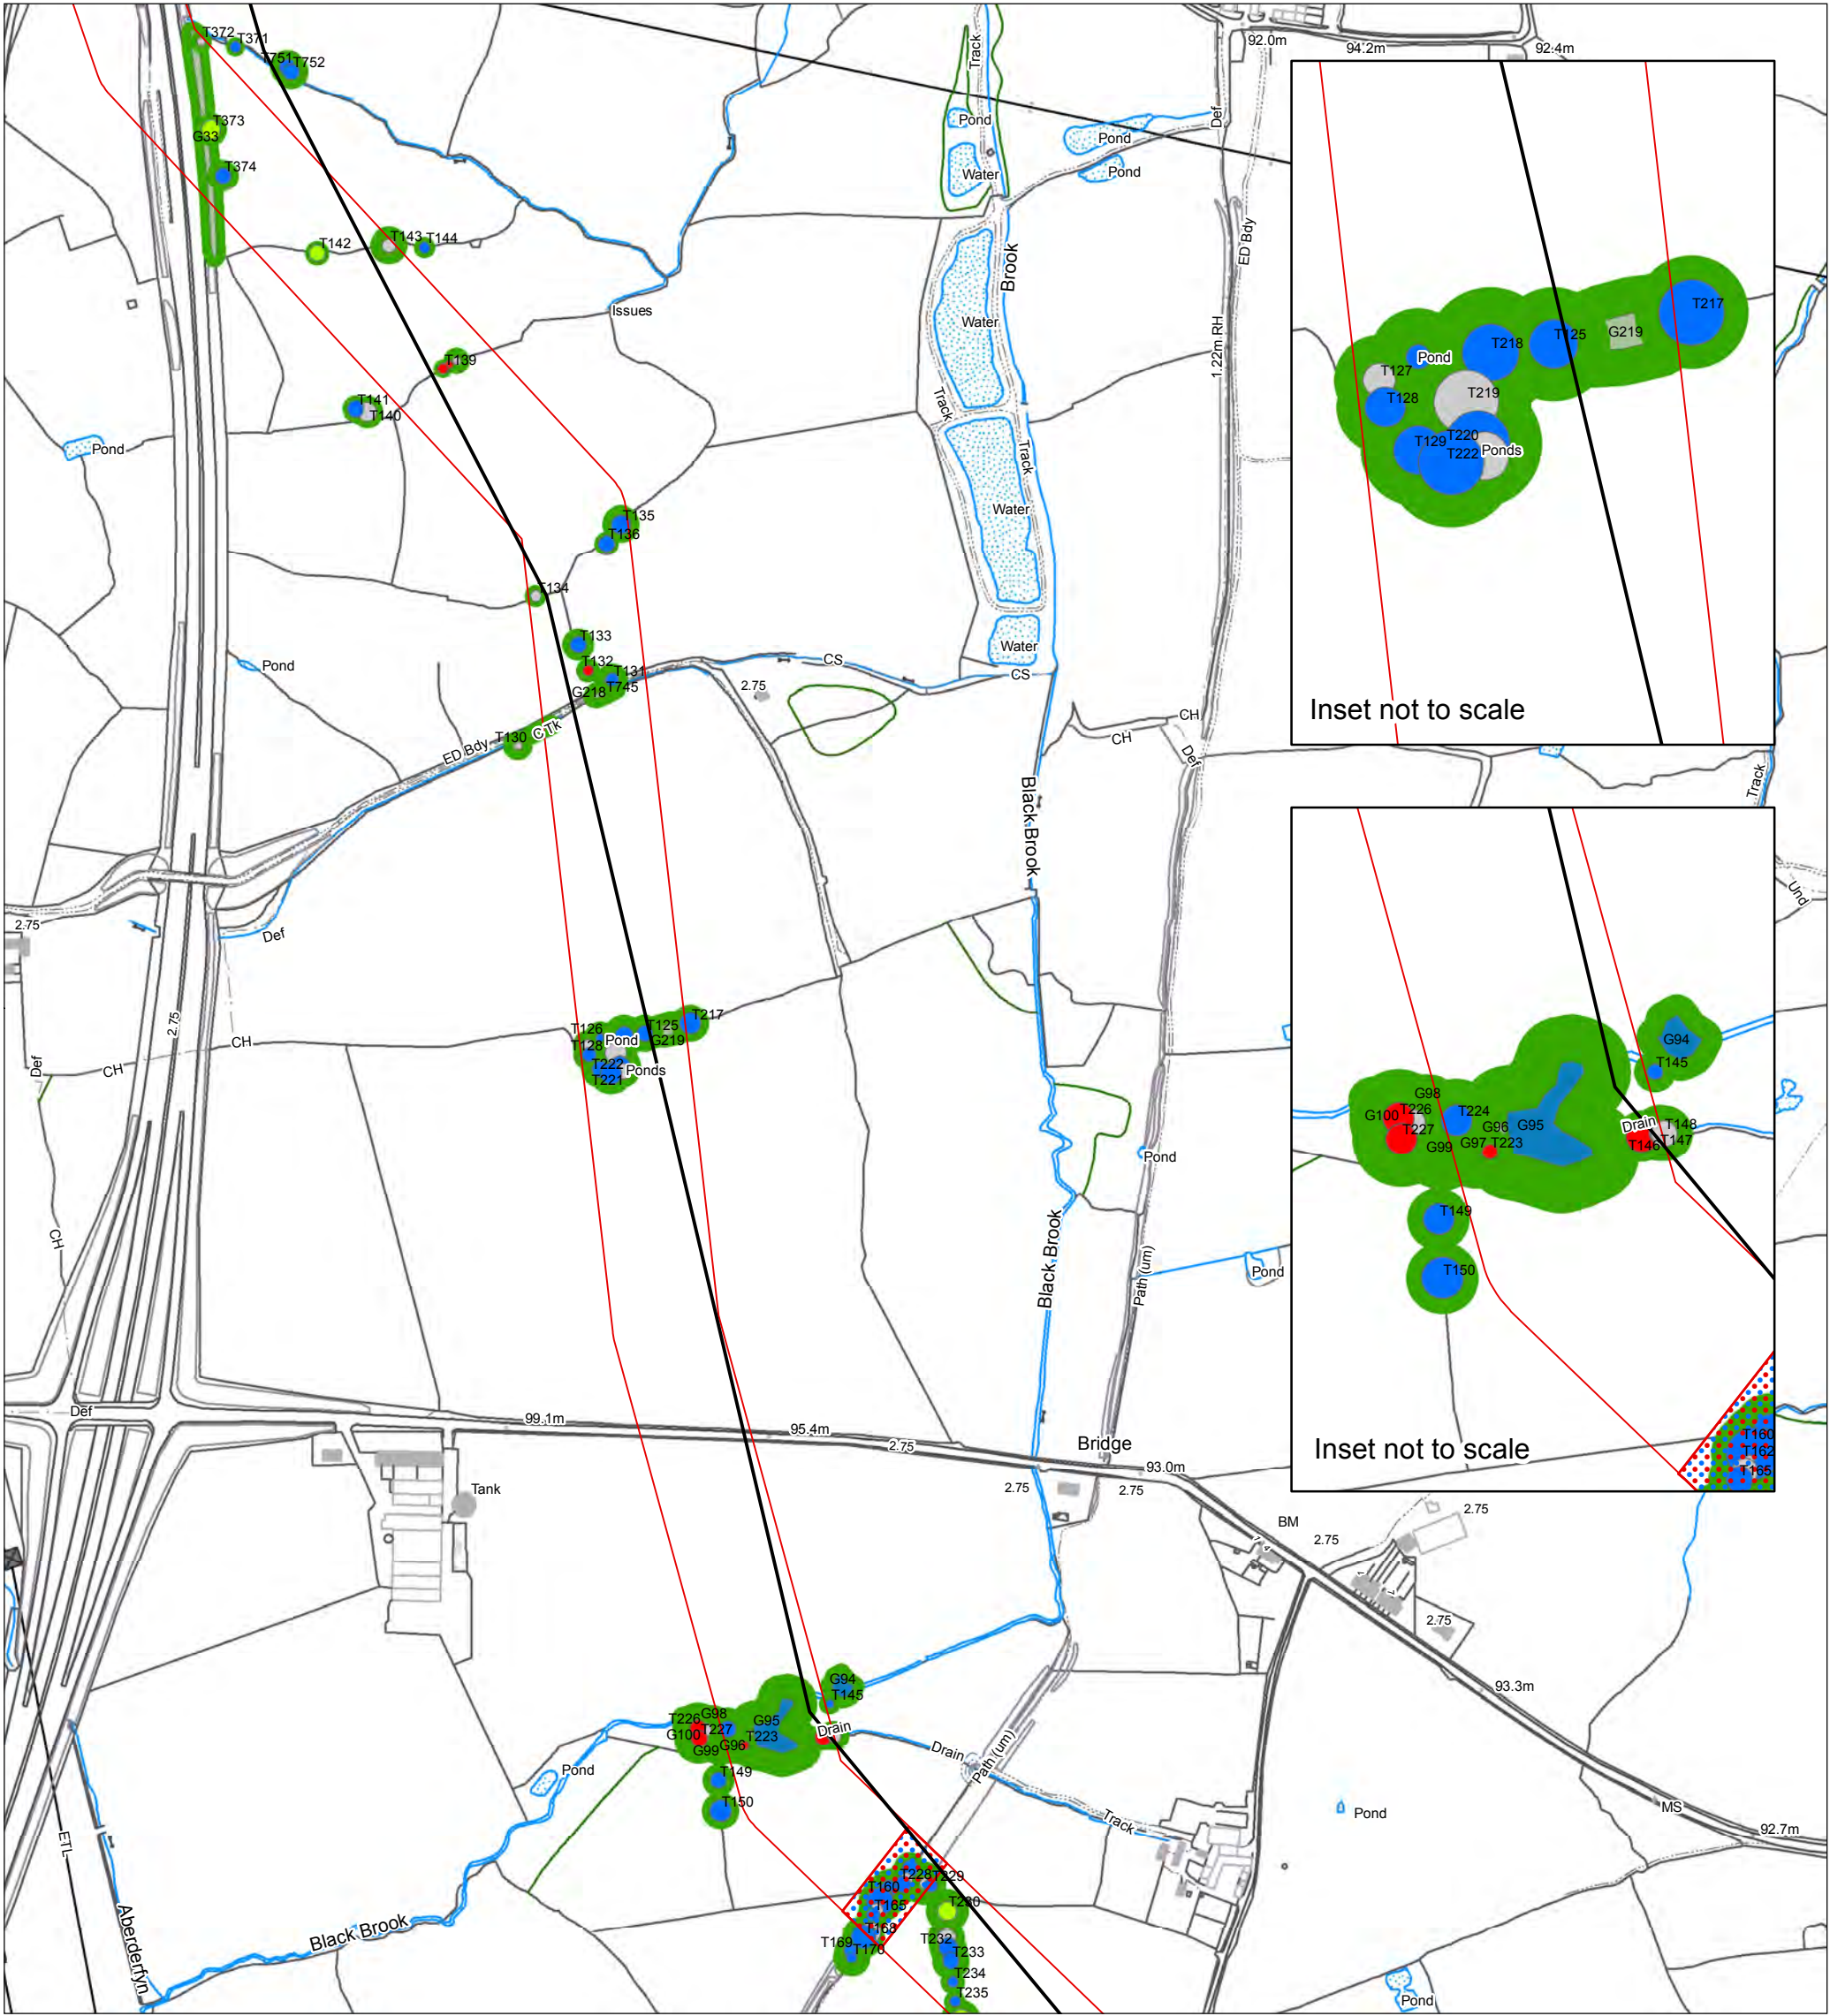 T372
T371
T751
T752
T373
G33
T374
T142
T143
T144
Issues
T139
T141
T140
Pond
T135
T136
T134
T133
T132
T131
T745
G218
C Tk
T130
ED Bdy
Pond
CS
CS
2.75
Track
Pond
Water
Pond
Pond
Def
92.0m
94.2m
92.4m
ED Bdy
1.22m RH
Brook
Water
Track
Track
Water
Water
CH
CH
Def
Black Brook
Track
Und
2.75
Def
2.75
CH
CH
Def
CH
T126
T128
Pond
T125
G219
T217
T222
T221
Ponds
Pond
Black Brook
Path (um)
Pond
Def
99.1m
95.4m
2.75
Bridge
93.0m
2.75
2.75
Tank
BM
2.75
2.75
2.75
93.3m
MS
92.7m
G94
T145
T226
G98
G100
T227
G99
G96
T223
G95
Drain
Drain
Path (um)
T149
T150
Pond
Track
Pond
Pond
T228
T229
T160
T165
T168
T169
T170
T230
T232
T233
T234
T235
ETL
Aberderfyn
Black Brook
T217
G219
T125
T218
Pond
T127
T128
T219
T129
T220
T222
Ponds
Inset not to scale
G94
T145
G98
G100
T226
T227
T224
G96
G95
G97
T223
G99
Drain
T148
T147
T146
T149
T150
T160
T162
T165
Inset not to scale